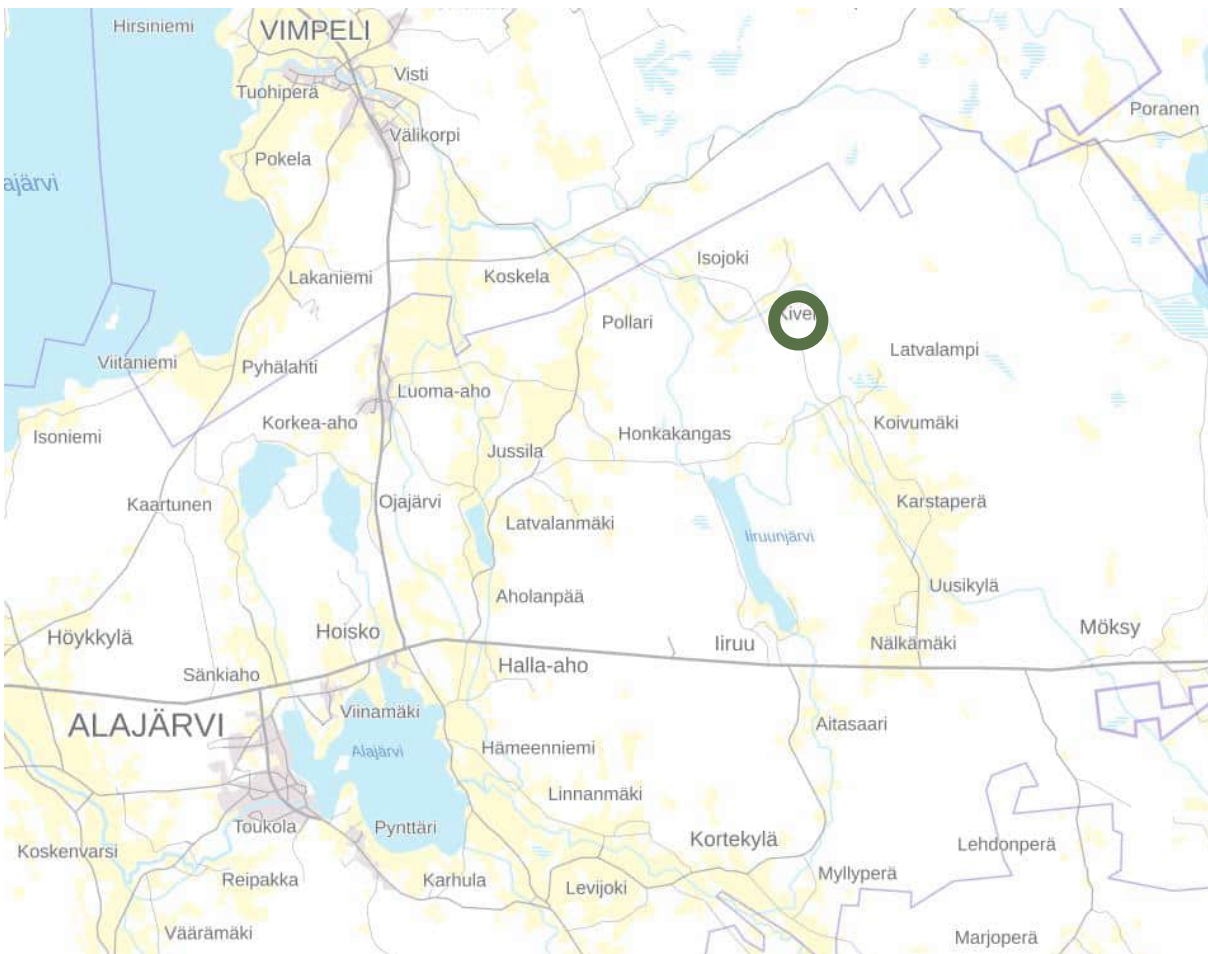 Hirsiniemi
VIMPELI
Visti
Tuohiperä
Poranen
Välikorpi
Pokela
ajärvi
Isojoki
Lakaniemi
Koskela
Pollari
Latvalampi
Viitaniemi
Pyhälahti
Luoma-aho
Korkea-aho
Koivumäki
Isoniemi
Honkakangas
Jussila
Kaartunen
Ojajärvi
Karstaperä
Latvalanmäki
Iiruunjärvi
Uusikylä
Aholanpää
Möksy
Höykkylä
Hoisko
Iiruu
Nälkämäki
Halla-aho
Sänkiaho
Viinamäki
ALAJÄRVI
Aitasaari
Alajärvi
Hämeenniemi
Linnanmäki
Toukola
Pynttäri
Kortekylä
Lehdonperä
Koskenvarsi
Reipakka
Karhula
Levijoki
Myllyperä
Väärämäki
Marjoperä